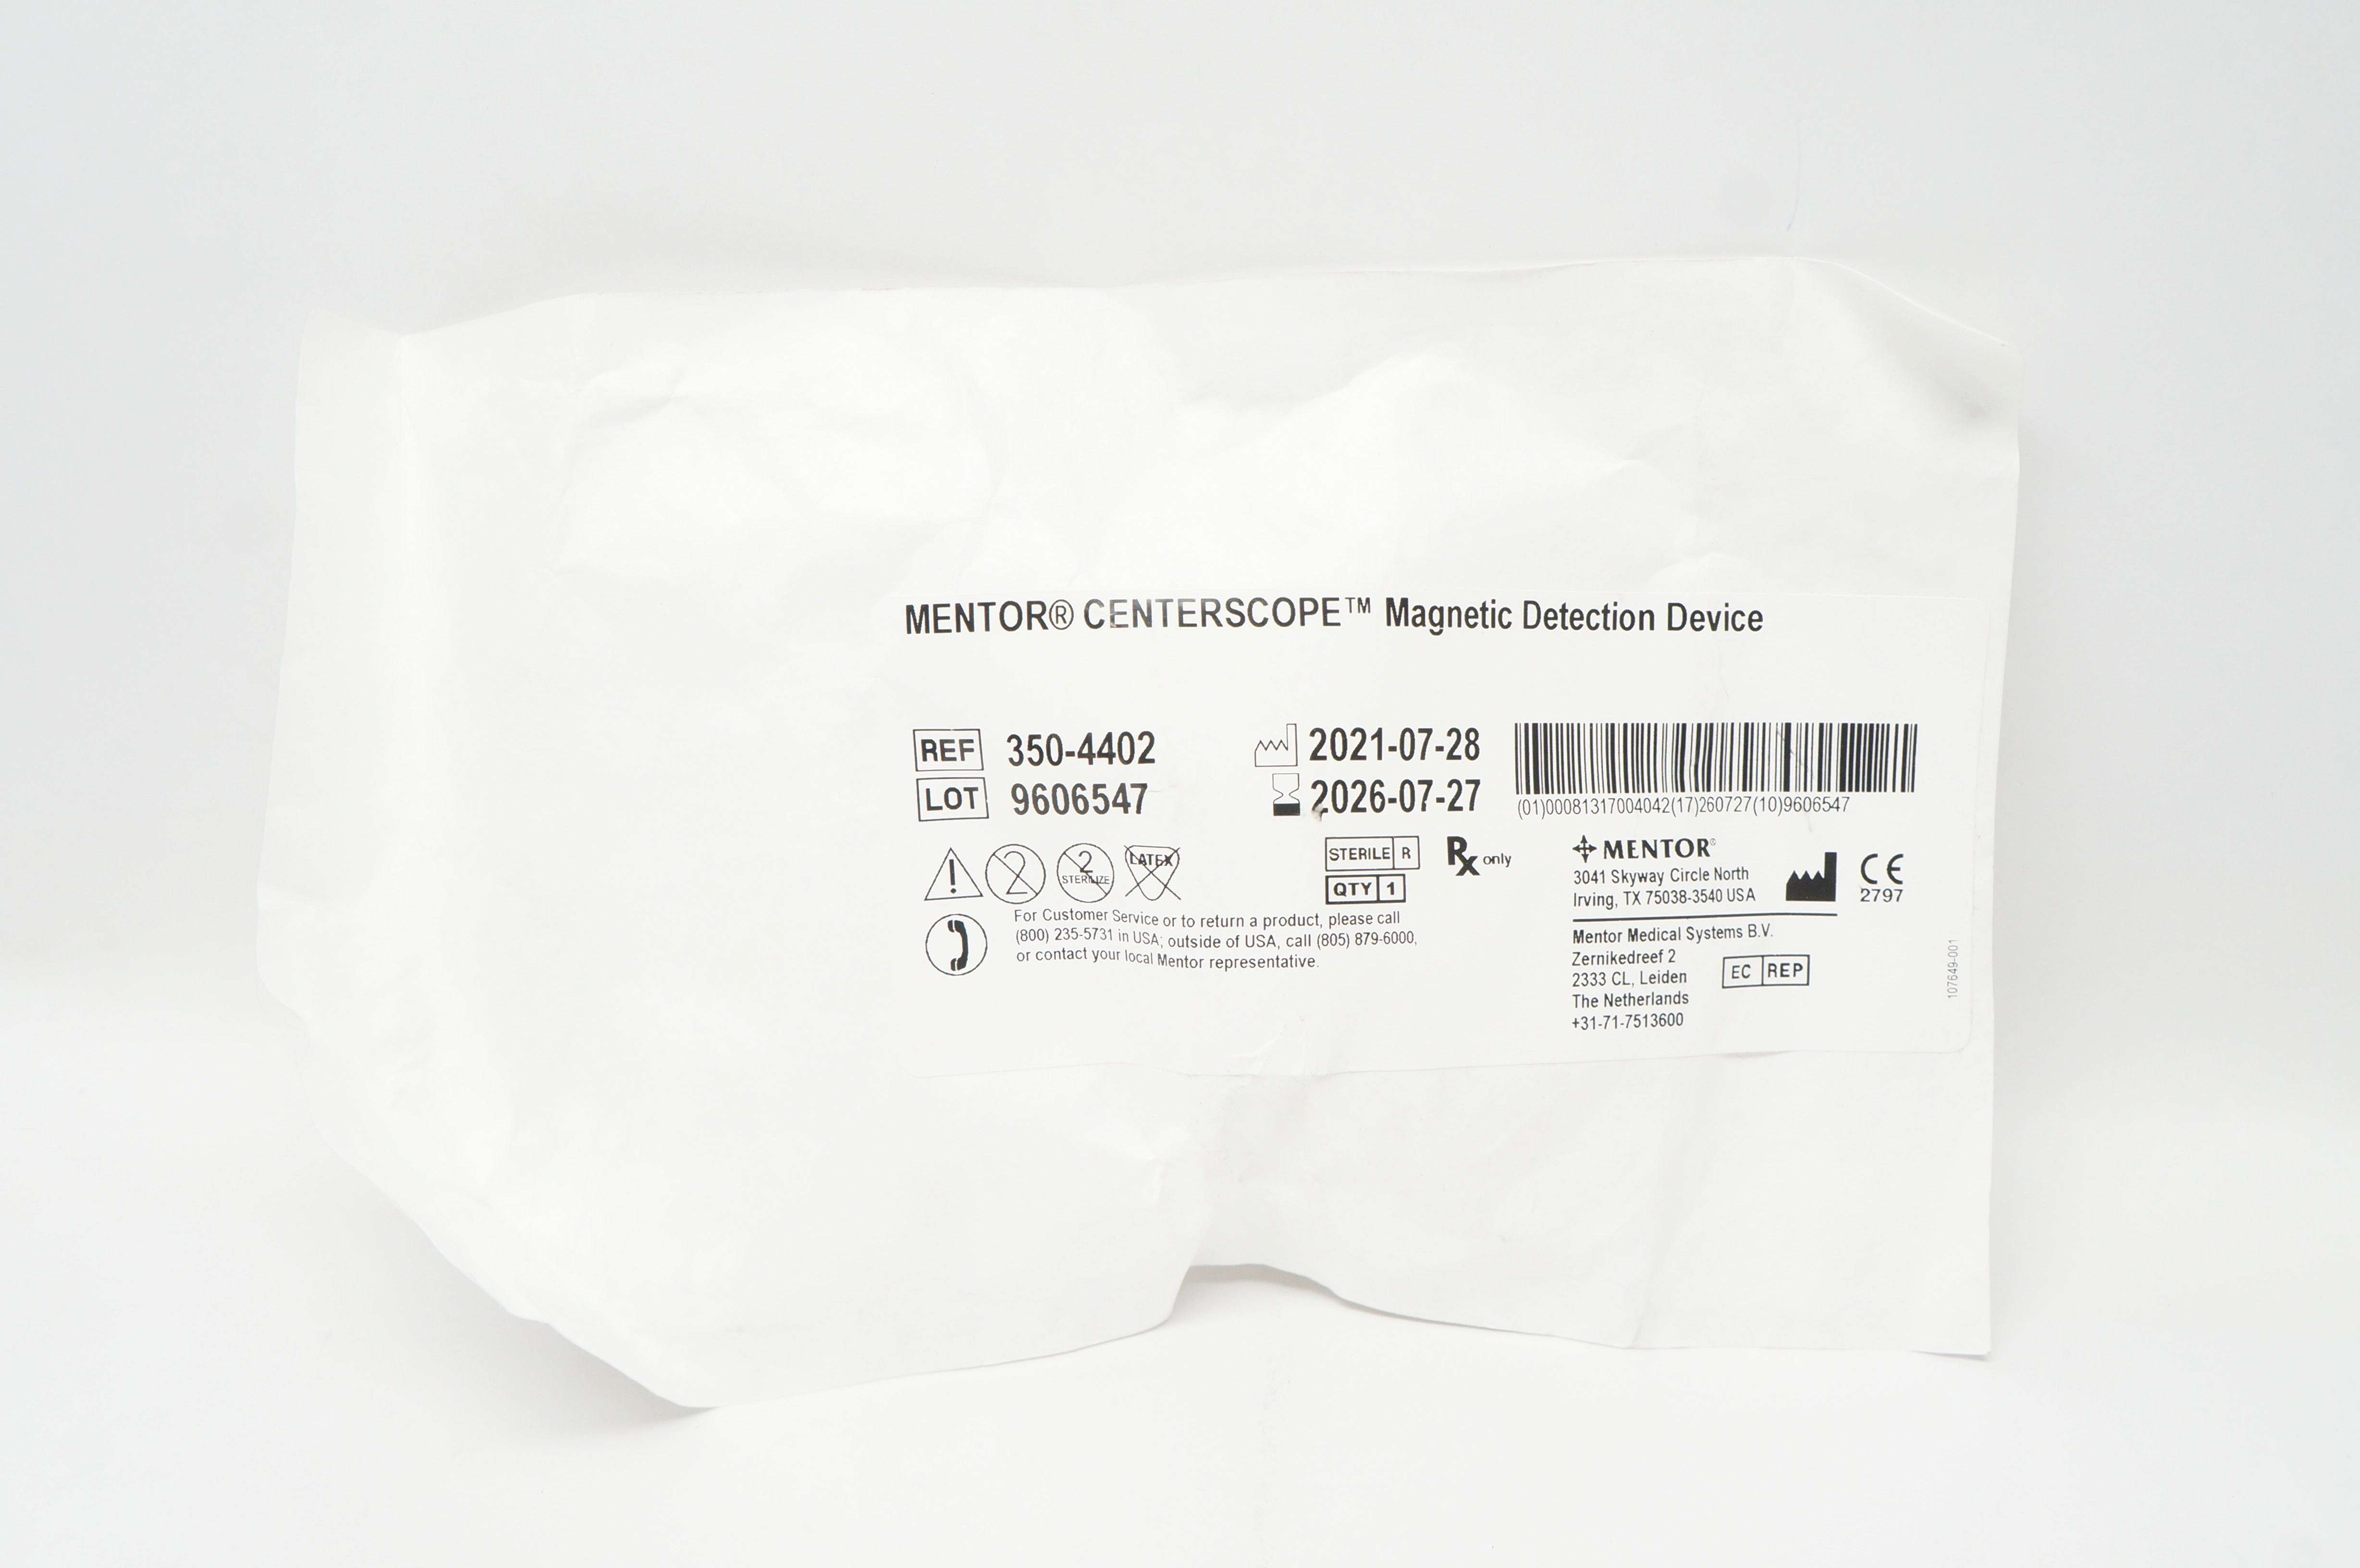 MENTOR® CENTERSCOPE™ Magnetic Detection Device
REF 350-4402
LOT 9606547
2021-07-28
2026-07-27
(01)00081317004042(17)260727(10)9606547
2
2 STERILIZE
LATEX
STERILE R
QTY 1
Rx only
For Customer Service or to return a product, please call
(800) 235-5731 in USA; outside of USA, call (805) 879-6000,
or contact your local Mentor representative.
MENTOR®
3041 Skyway Circle North
Irving, TX 75038-3540 USA
CE
2797
Mentor Medical Systems B.V.
Zernikedreef 2
2333 CL, Leiden
The Netherlands
+31-71-7513600
EC REP
107649-001